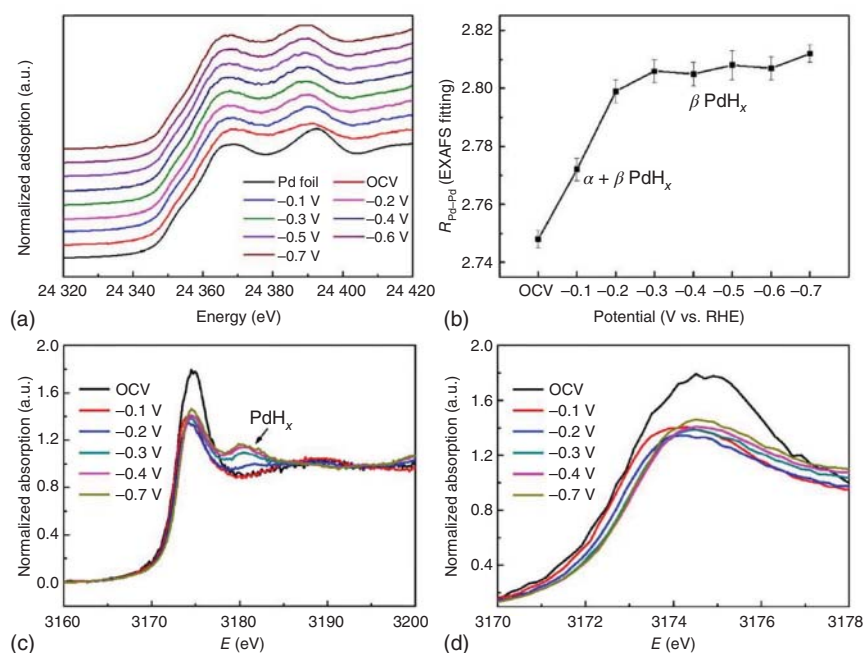 Normalized adsoption (a.u.)
Pd foil OCV
−0.1 V −0.2 V
−0.3 V −0.4 V
−0.5 V −0.6 V
−0.7 V
24 320 24 340 24 360 24 380 24 400 24 420
Energy (eV)
(a)
R Pd–Pd (EXAFS fitting)
2.82
2.80
2.78
2.76
2.74
β PdHx
α + β PdHx
OCV −0.1 −0.2 −0.3 −0.4 −0.5 −0.6 −0.7
Potential (V vs. RHE)
(b)
Normalized absorption (a.u.)
2.0
1.6
1.2
0.8
0.4
0.0
OCV
−0.1 V
−0.2 V
−0.3 V
−0.4 V
−0.7 V
PdHx
3160 3170 3180 3190 3200
E (eV)
(c)
Normalized absorption (a.u.)
2.0
1.6
1.2
0.8
0.4
OCV
−0.1 V
−0.2 V
−0.3 V
−0.4 V
−0.7 V
3170 3172 3174 3176 3178
E (eV)
(d)